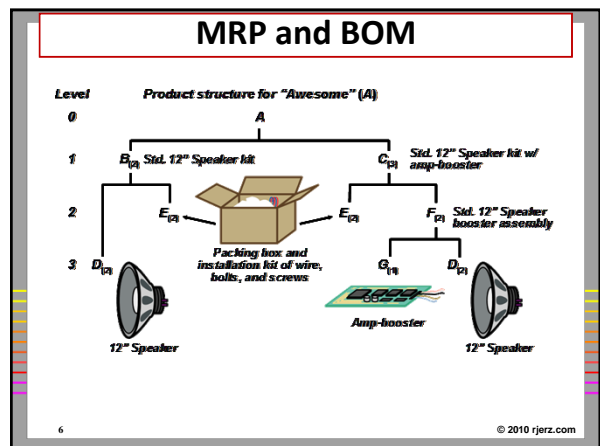 MRP and BOM
Level Product structure for “Awesome” (A)
0 A
1 B(2) Std. 12” Speaker kit C(3) Std. 12” Speaker kit w/
amp-booster
2 E(2) E(2) F(2) Std. 12” Speaker
booster assembly
Packing box and
installation kit of wire,
bolts, and screws
3 D(2) G(1) D(2)
Amp-booster
12” Speaker 12” Speaker
6 © 2010 rjerz.com